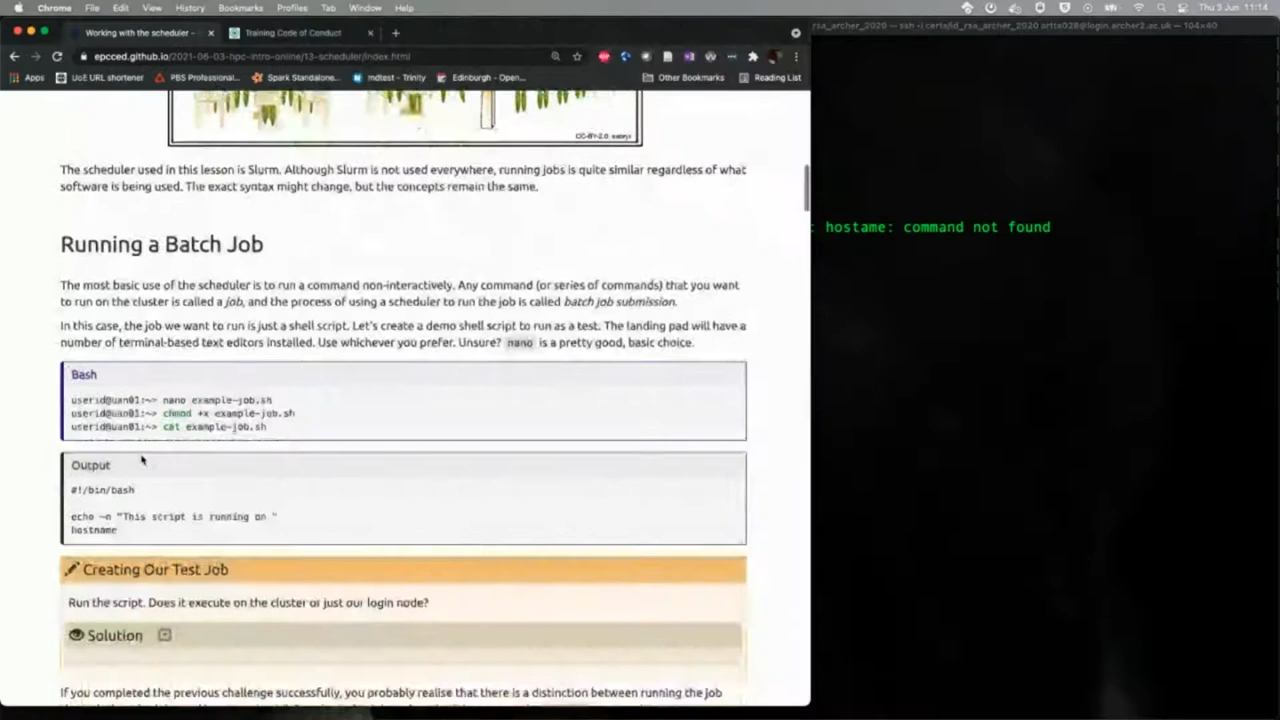 Chrome File Edit View History Bookmarks Profiles Tab Window Help Thu 3 Jun 11:14
Working with the scheduler – × Training Code of Conduct × +
_rsa_archer_2020 — ssh -i certs/id_rsa_archer_2020 — 104×40
epcced.github.io/2021-06-03-hpc-intro-online/13-scheduler/index.html
Apps UoE URL shortener PBS Professional... Spark Standalone... mdtest - Trinity Edinburgh - Open... Other Bookmarks Reading List
CC-BY-2.0
The scheduler used in this lesson is Slurm. Although Slurm is not used everywhere, running jobs is quite similar regardless of what
software is being used. The exact syntax might change, but the concepts remain the same.
: hostame: command not found
Running a Batch Job
The most basic use of the scheduler is to run a command non-interactively. Any command (or series of commands) that you want
to run on the cluster is called a job, and the process of using a scheduler to run the job is called batch job submission.
In this case, the job we want to run is just a shell script. Let's create a demo shell script to run as a test. The landing pad will have a
number of terminal-based text editors installed. Use whichever you prefer. Unsure? nano is a pretty good, basic choice.
Bash
userid@uan01:~> nano example-job.sh
userid@uan01:~> chmod +x example-job.sh
userid@uan01:~> cat example-job.sh
Output
#!/bin/bash
echo -n "This script is running on "
hostname
Creating Our Test Job
Run the script. Does it execute on the cluster or just our login node?
Solution
If you completed the previous challenge successfully, you probably realise that there is a distinction between running the job